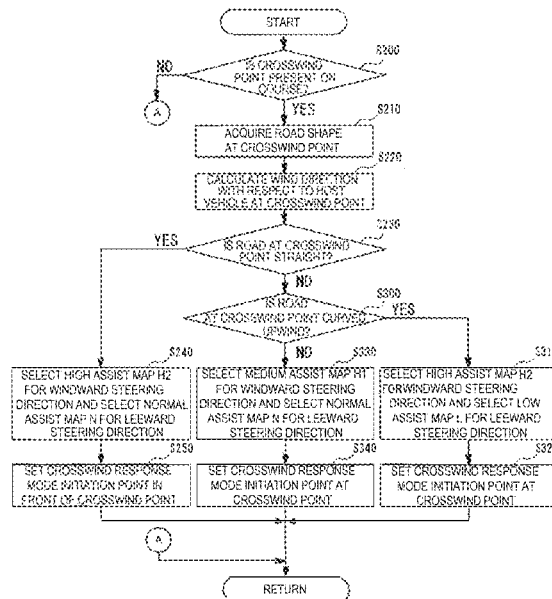 START
S200
IS CROSSWIND
POINT PRESENT ON
COURSE?
NO
A
YES
S210
ACQUIRE ROAD SHAPE
AT CROSSWIND POINT
S220
CALCULATE WIND DIRECTION
WITH RESPECT TO HOST
VEHICLE AT CROSSWIND POINT
S230
IS ROAD AT CROSSWIND
POINT STRAIGHT?
YES
NO
S300
IS ROAD
AT CROSSWIND POINT CURVED
UPWIND?
YES
NO
S240
SELECT HIGH ASSIST MAP H2
FOR WINDWARD STEERING
DIRECTION AND SELECT NORMAL
ASSIST MAP N FOR LEEWARD
STEERING DIRECTION
S330
SELECT MEDIUM ASSIST MAP H1
FOR WINDWARD STEERING
DIRECTION AND SELECT NORMAL
ASSIST MAP N FOR LEEWARD
STEERING DIRECTION
S31
SELECT HIGH ASSIST MAP H2
FOR WINDWARD STEERING
DIRECTION AND SELECT LOW
ASSIST MAP L FOR LEEWARD
STEERING DIRECTION
S250
SET CROSSWIND RESPONSE
MODE INITIATION POINT IN
FRONT OF CROSSWIND POINT
S340
SET CROSSWIND RESPONSE
MODE INITIATION POINT AT
CROSSWIND POINT
S32
SET CROSSWIND RESPONSE
MODE INITIATION POINT AT
CROSSWIND POINT
A
RETURN